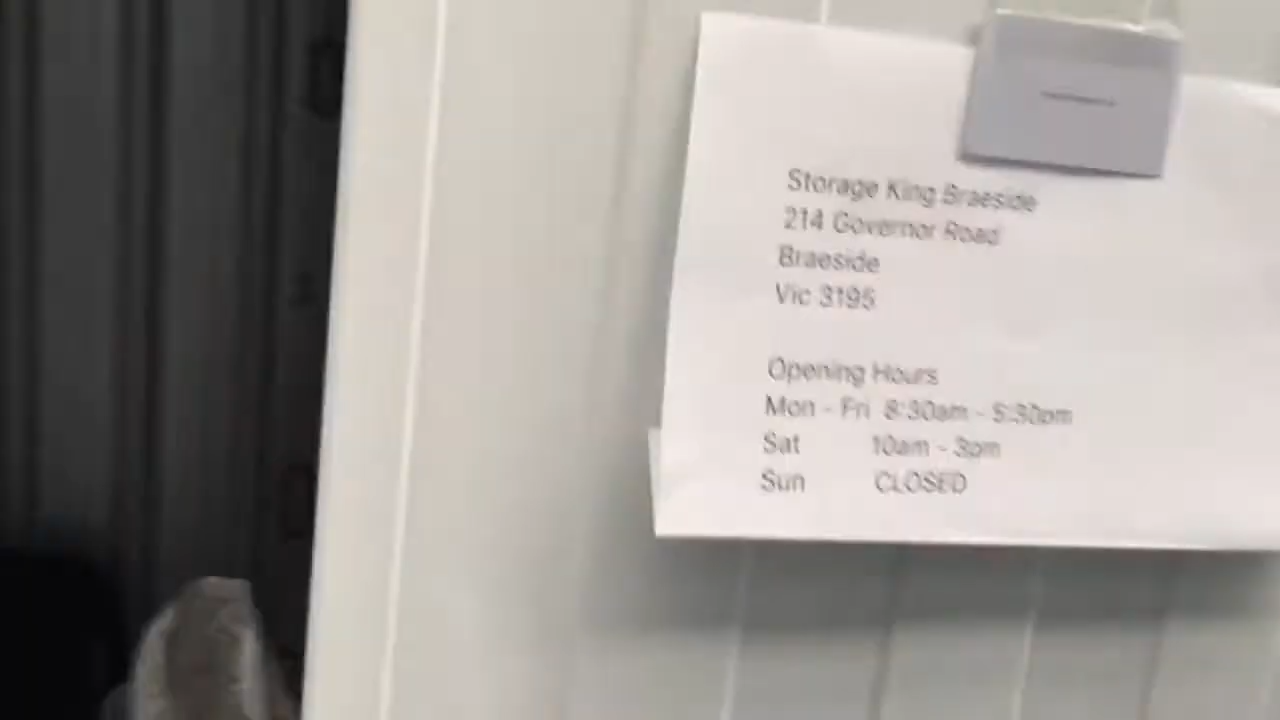 Storage King Braeside
214 Governor Road
Braeside
Vic 3195
Opening Hours
Mon - Fri 8:30am - 5:30pm
Sat 10am - 3pm
Sun CLOSED